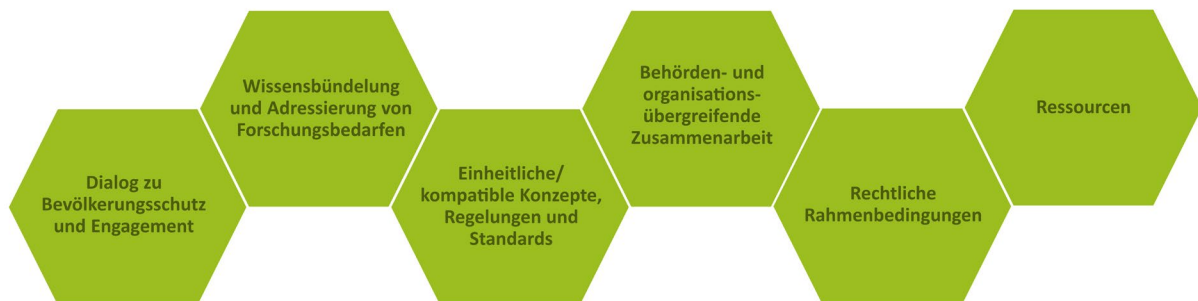 Dialog zu
Bevölkerungsschutz
und Engagement
Wissensbündelung
und Adressierung von
Forschungsbedarfen
Einheitliche/
kompatible Konzepte,
Regelungen und
Standards
Behörden- und
organisations-
übergreifende
Zusammenarbeit
Rechtliche
Rahmenbedingungen
Ressourcen